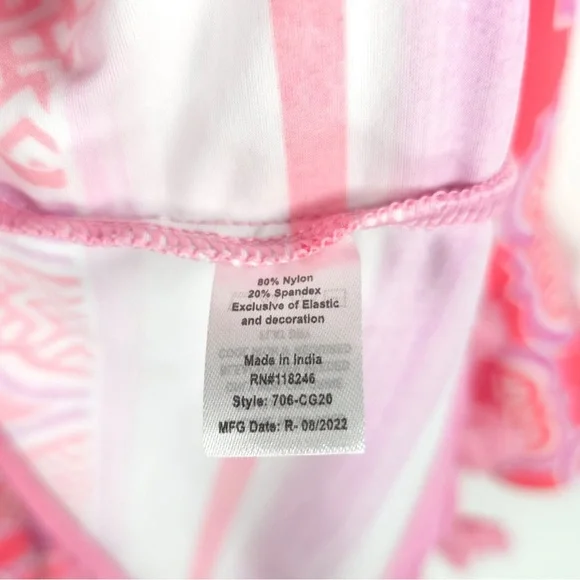 80% Nylon
20% Spandex
Exclusive of Elastic
and decoration
Made in India
RN#118246
Style: 706-CG20
MFG Date: R- 08/2022